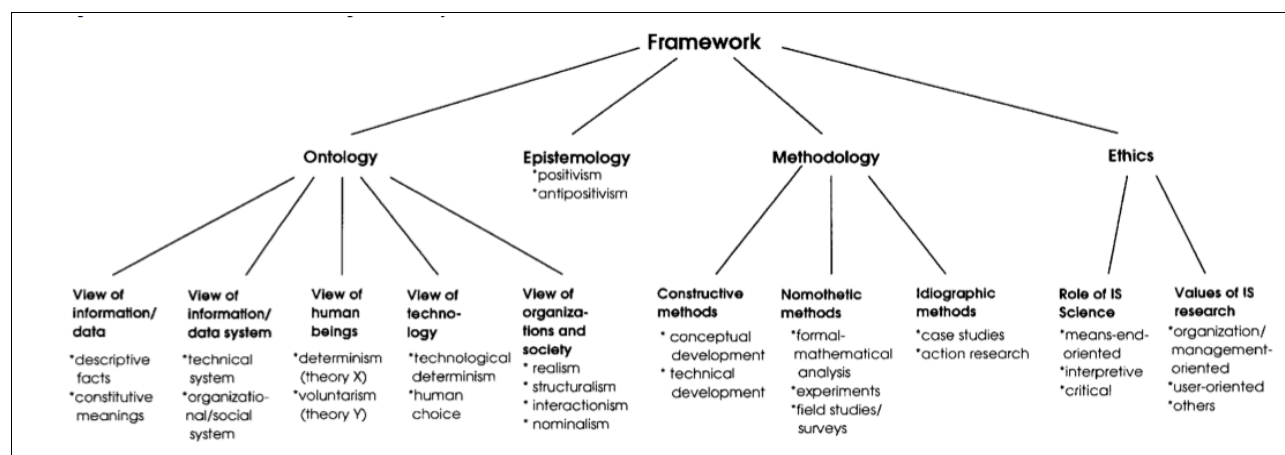 Framework
Ontology
Epistemology
*positivism
*antipositivism
Methodology
Ethics
View of
information/
data
*descriptive
facts
*constitutive
meanings
View of
information/
data system
*technical
system
*organizatio-
nal/social
system
View of
human
beings
*determinism
(theory X)
*voluntarism
(theory Y)
View of
techno-
logy
*technological
determinism
*human
choice
View of
organiza-
tions and
society
* realism
* structuralism
* interactionism
* nominalism
Constructive
methods
* conceptual
development
* technical
development
Nomothetic
methods
*formal-
mathematical
analysis
*experiments
*field studies/
surveys
Idiographic
methods
*case studies
*action research
Role of IS
Science
*means-end-
oriented
*interpretive
*critical
Values of IS
research
*organization/
management-
oriented
*user-oriented
*others